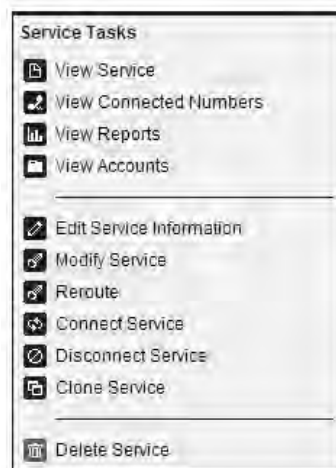 Service Tasks
View Service
View Connected Numbers
View Reports
View Accounts
Edit Service Information
Modify Service
Reroute
Connect Service
Disconnect Service
Clone Service
Delete Service